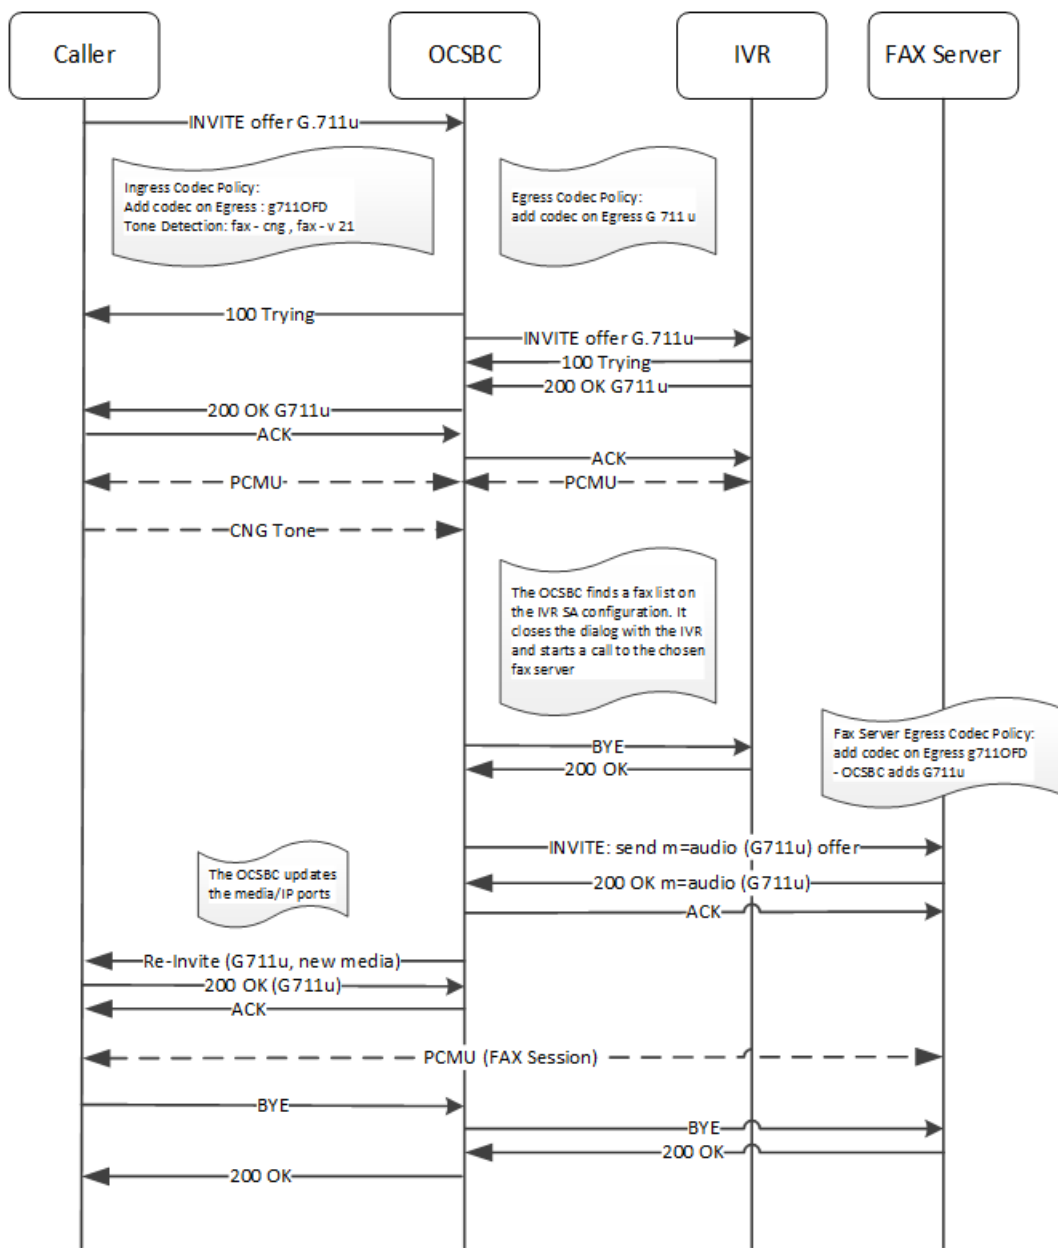 Caller
OCSBC
IVR
FAX Server
INVITE offer G.711u
Ingress Codec Policy:
Add codec on Egress : g711OFD
Tone Detection: fax - cng , fax - v 21
Egress Codec Policy:
add codec on Egress G 711 u
100 Trying
INVITE offer G.711u
100 Trying
200 OK G711u
200 OK G711u
ACK
ACK
PCMU
PCMU
CNG Tone
The OCSBC finds a fax list on
the IVR SA configuration. It
closes the dialog with the IVR
and starts a call to the chosen
fax server
Fax Server Egress Codec Policy:
add codec on Egress g711OFD
- OCSBC adds G711u
BYE
200 OK
INVITE: send m=audio (G711u) offer
The OCSBC updates
the media/IP ports
200 OK m=audio (G711u)
ACK
Re-Invite (G711u, new media)
200 OK (G711u)
ACK
PCMU (FAX Session)
BYE
BYE
200 OK
200 OK